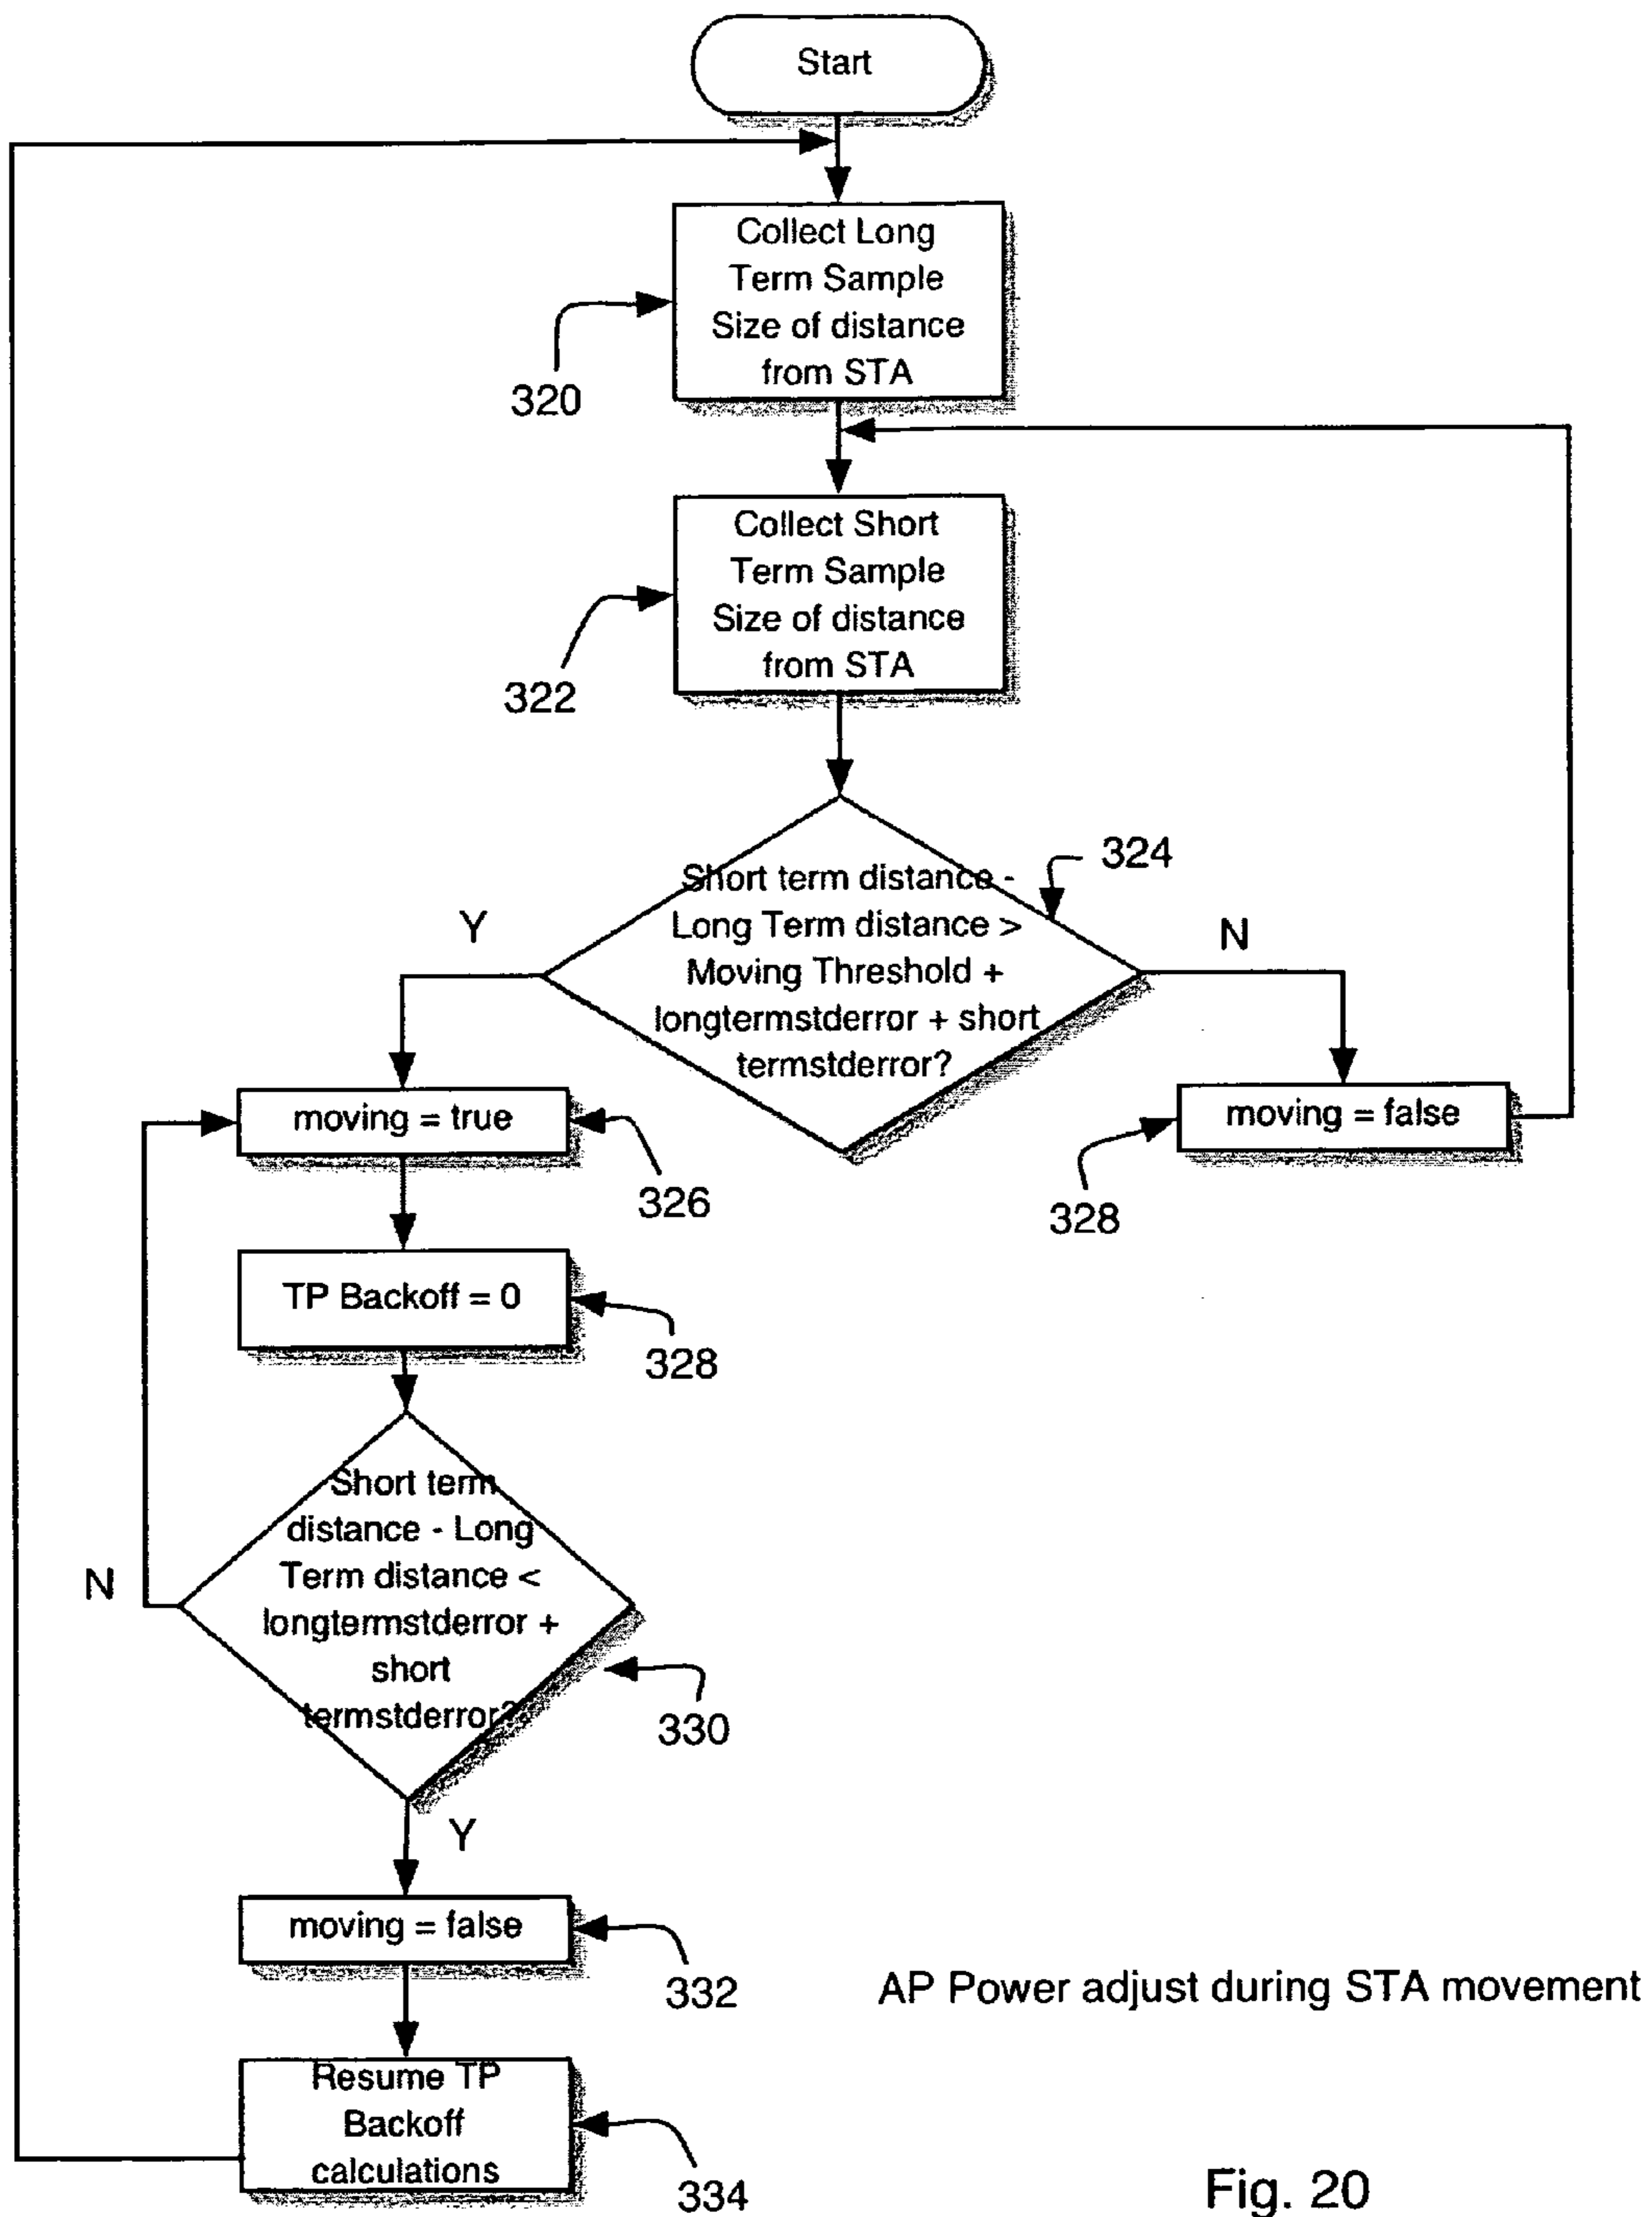 Start
Collect Long
Term Sample
Size of distance
from STA
320
Collect Short
Term Sample
Size of distance
from STA
322
Short term distance -
Long Term distance >
Moving Threshold +
longtermstderror + short
termstderror?
324
Y
N
moving = true
326
moving = false
328
TP Backoff = 0
328
Short term
distance - Long
Term distance <
longtermstderror +
short
termstderror?
N
330
Y
moving = false
332
AP Power adjust during STA movement
Resume TP
Backoff
calculations
334
Fig. 20